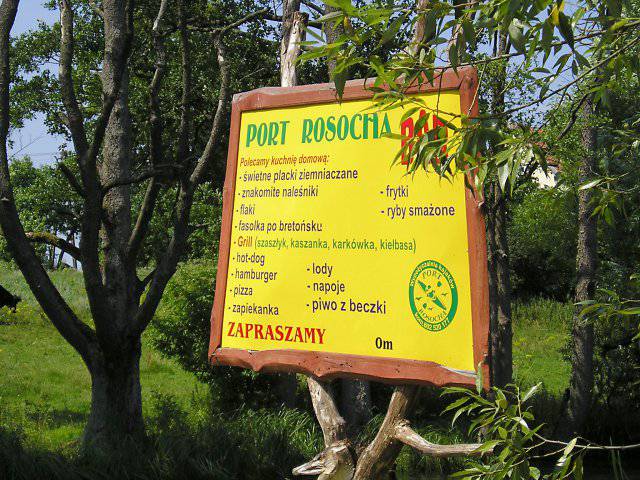 PORT ROSOCHA BAR
Polecamy kuchnię domową:
- świetne placki ziemniaczane
- znakomite naleśniki
- frytki
- flaki
- ryby smażone
- fasolka po bretońsku
- Grill (szaszłyk, kaszanka, karkówka, kiełbasa)
- hot-dog
- lody
- hamburger
- napoje
- pizza
- piwo z beczki
- zapiekanka
ZAPRASZAMY
0m
PORT
ROSOCHA